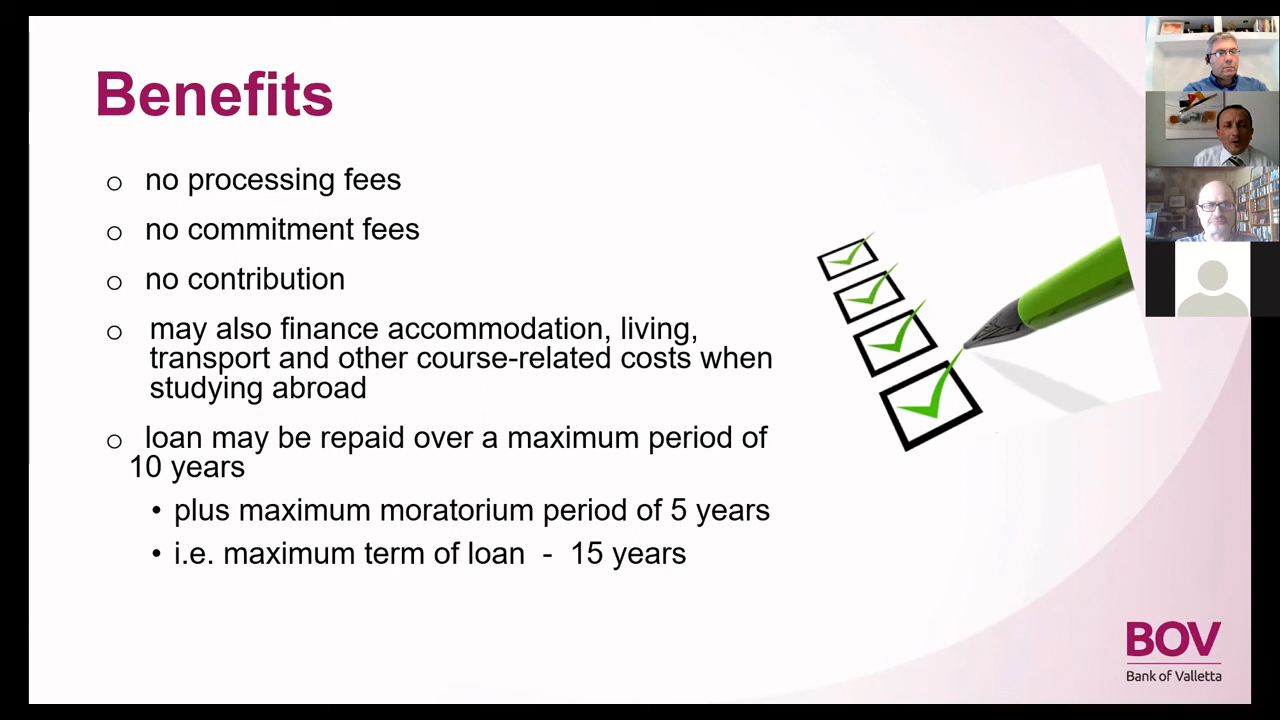 Benefits
o no processing fees
o no commitment fees
o no contribution
o may also finance accommodation, living,
transport and other course-related costs when
studying abroad
o loan may be repaid over a maximum period of
10 years
• plus maximum moratorium period of 5 years
• i.e. maximum term of loan - 15 years
BOV
Bank of Valletta